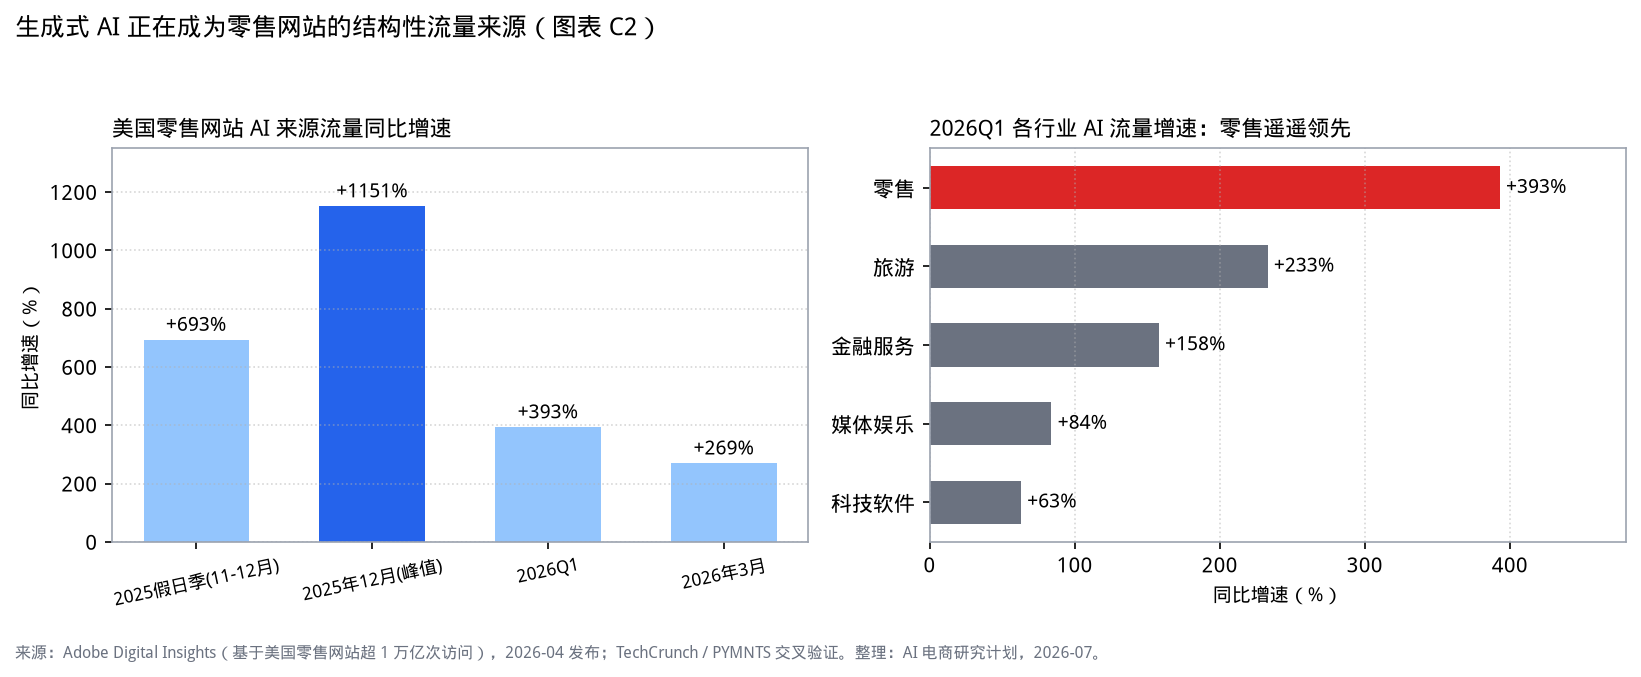 生成式 AI 正在成为零售网站的结构性流量来源（图表 C2）
美国零售网站 AI 来源流量同比增速
同比增速（%）
1200
1000
800
600
400
200
0
+693%
+1151%
+393%
+269%
2025假日季(11-12月)
2025年12月(峰值)
2026Q1
2026年3月
2026Q1 各行业 AI 流量增速：零售遥遥领先
零售
+393%
旅游
+233%
金融服务
+158%
媒体娱乐
+84%
科技软件
+63%
0
100
200
300
400
同比增速（%）
来源：Adobe Digital Insights（基于美国零售网站超 1 万亿次访问），2026-04 发布；TechCrunch / PYMNTS 交叉验证。整理：AI 电商研究计划，2026-07。